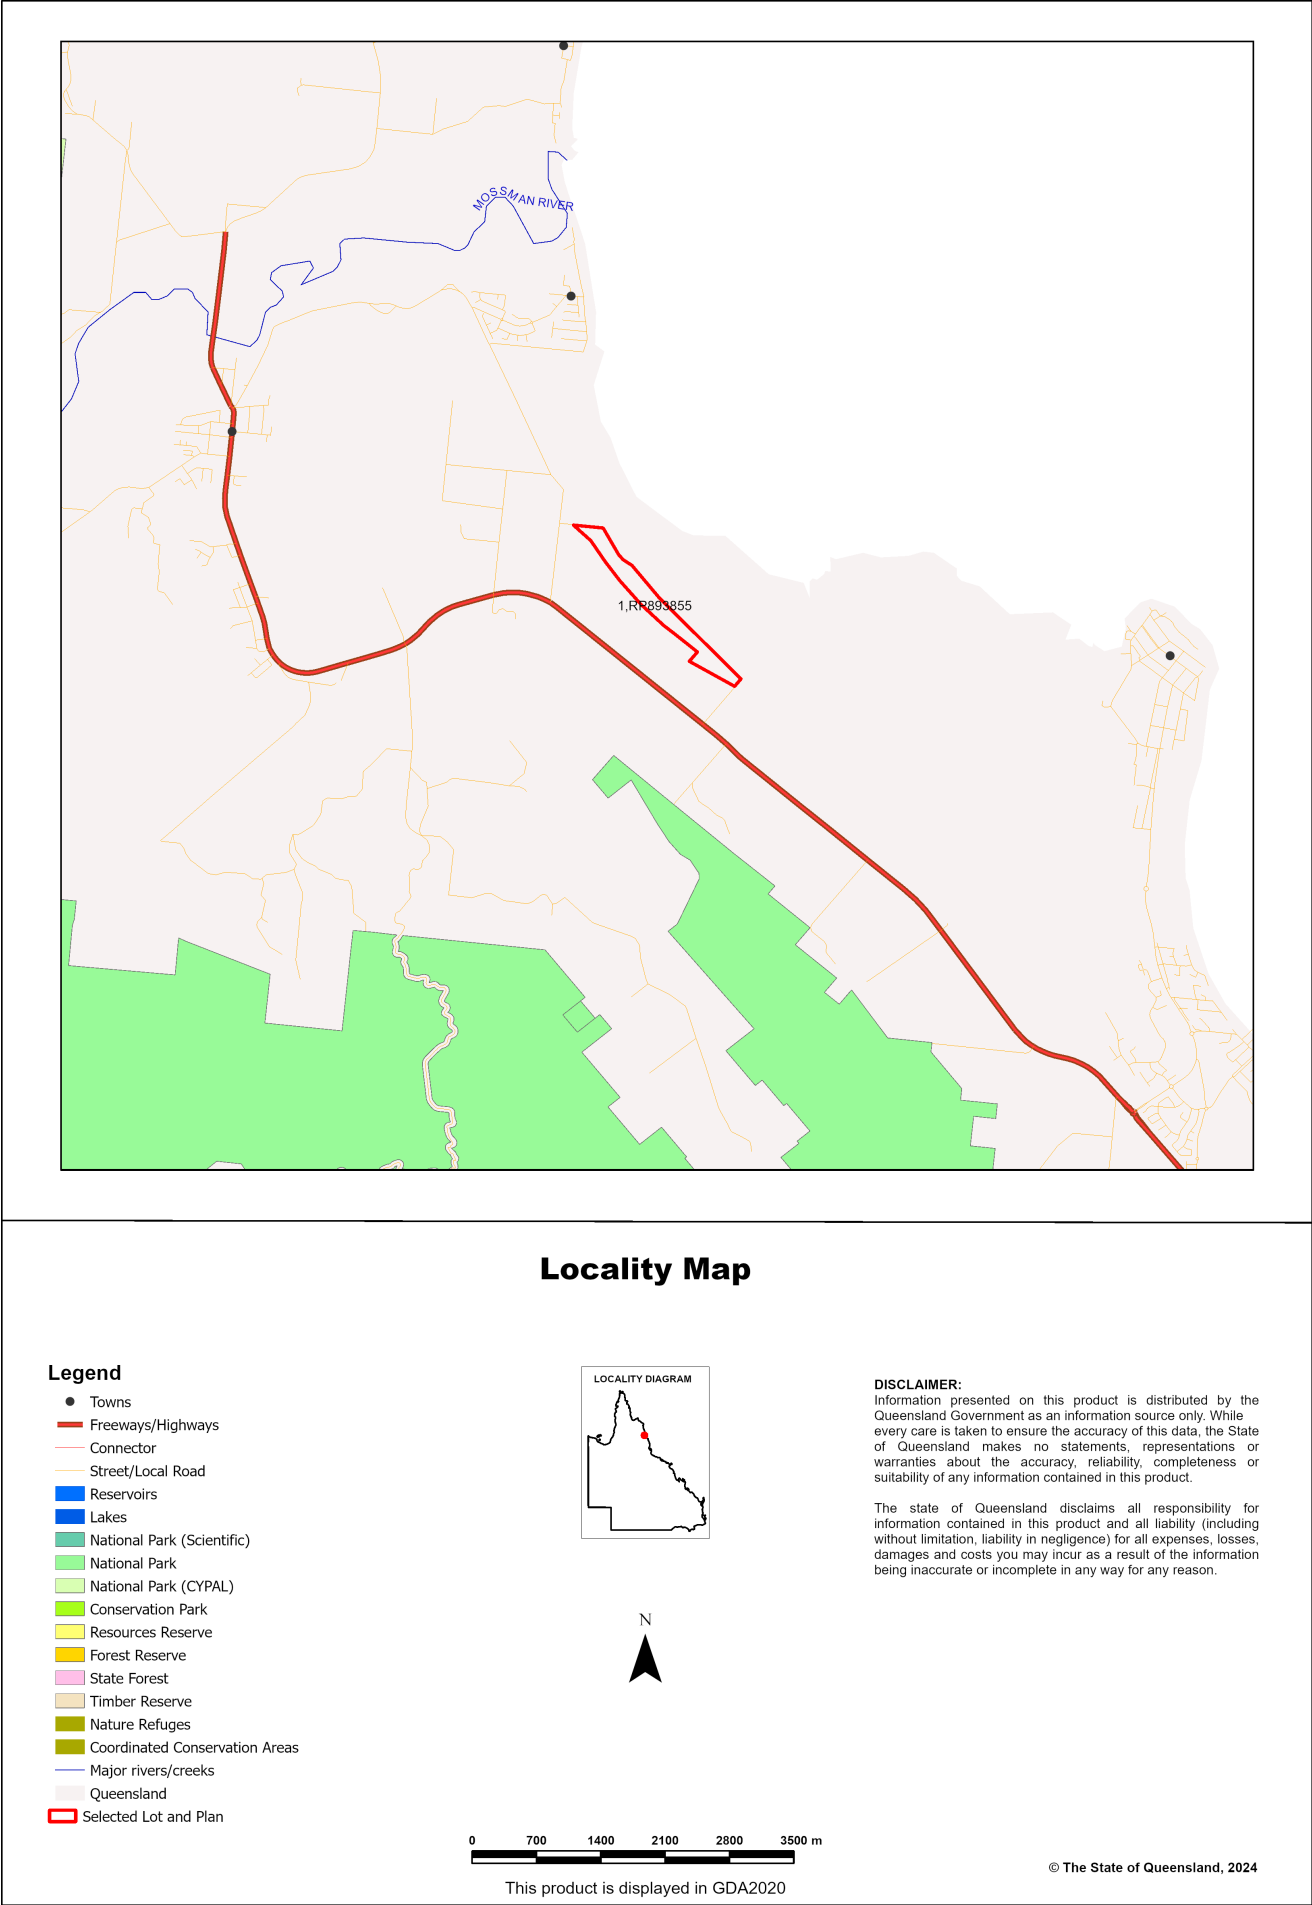 MOSSMAN RIVER
1,RP893855
Locality Map
Legend
Towns
Freeways/Highways
Connector
Street/Local Road
Reservoirs
Lakes
National Park (Scientific)
National Park
National Park (CYPAL)
Conservation Park
Resources Reserve
Forest Reserve
State Forest
Timber Reserve
Nature Refuges
Coordinated Conservation Areas
Major rivers/creeks
Queensland
Selected Lot and Plan
LOCALITY DIAGRAM
N
0 700 1400 2100 2800 3500 m
This product is displayed in GDA2020
DISCLAIMER:
Information presented on this product is distributed by the
Queensland Government as an information source only. While
every care is taken to ensure the accuracy of this data, the State
of Queensland makes no statements, representations or
warranties about the accuracy, reliability, completeness or
suitability of any information contained in this product.
The state of Queensland disclaims all responsibility for
information contained in this product and all liability (including
without limitation, liability in negligence) for all expenses, losses,
damages and costs you may incur as a result of the information
being inaccurate or incomplete in any way for any reason.
© The State of Queensland, 2024